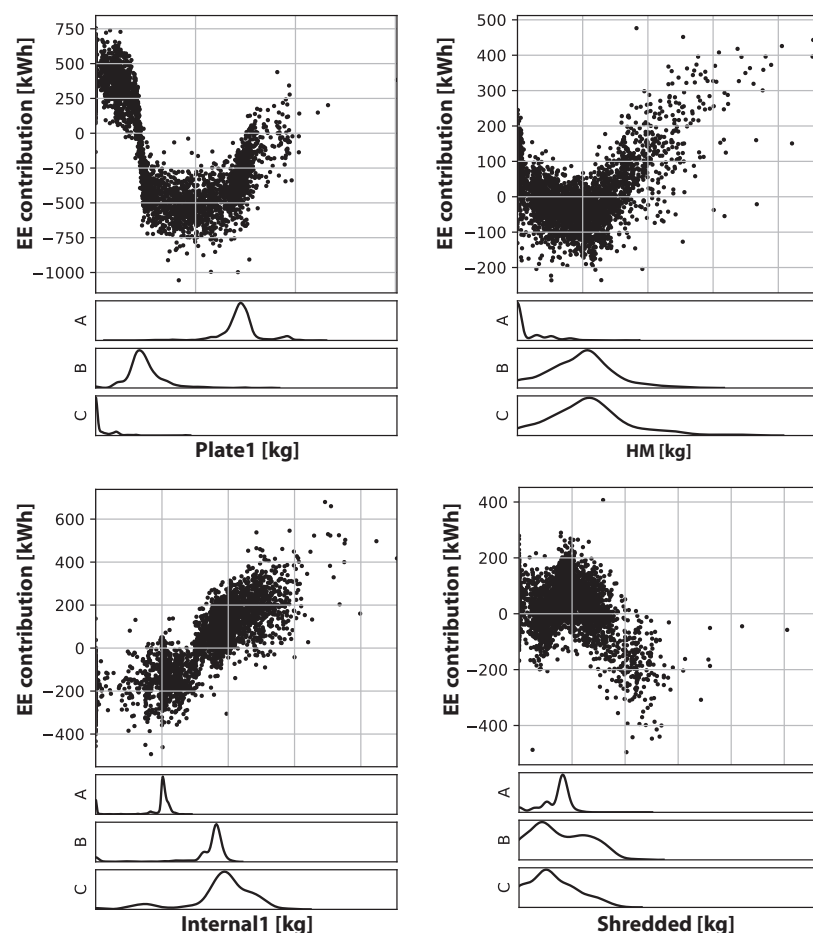 EE contribution [kWh]
750
500
250
0
−250
−500
−750
−1000
A
B
C
Plate1 [kg]
EE contribution [kWh]
500
400
300
200
100
0
−100
−200
A
B
C
HM [kg]
EE contribution [kWh]
600
400
200
0
−200
−400
A
B
C
Internal1 [kg]
EE contribution [kWh]
400
200
0
−200
−400
A
B
C
Shredded [kg]